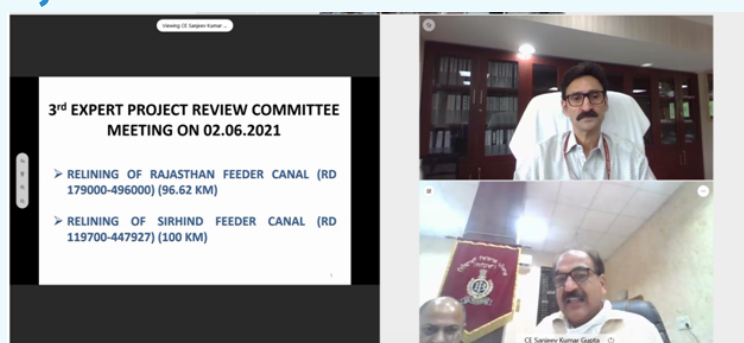 Viewing CE Sanjeev Kumar ...
3rd EXPERT PROJECT REVIEW COMMITTEE
MEETING ON 02.06.2021
➢ RELINING OF RAJASTHAN FEEDER CANAL (RD
179000-496000) (96.62 KM)
➢ RELINING OF SIRHIND FEEDER CANAL (RD
119700-447927) (100 KM)
CE Sanjeev Kumar Gupta